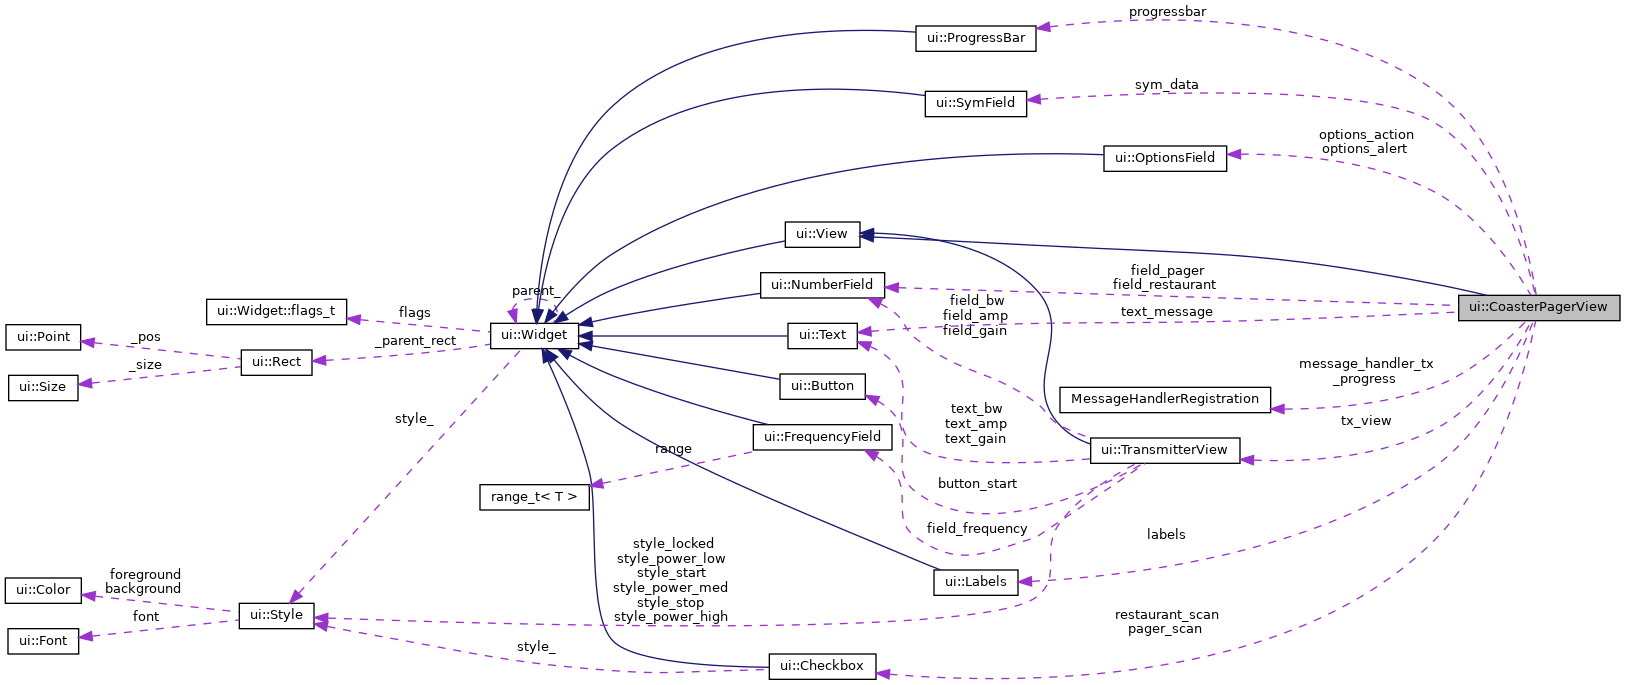 progressbar
ui::ProgressBar
sym_data
ui::SymField
options_action
options_alert
ui::OptionsField
ui::View
field_pager
field_restaurant
ui::NumberField
parent_
field_bw
field_amp
field_gain
ui::CoasterPagerView
ui::Widget::flags_t
flags
text_message
ui::Point
_pos
_parent_rect
ui::Widget
ui::Text
ui::Rect
_size
ui::Size
message_handler_tx
_progress
ui::Button
MessageHandlerRegistration
style_
text_bw
text_amp
text_gain
tx_view
ui::FrequencyField
range
ui::TransmitterView
button_start
range_t< T >
field_frequency
labels
style_locked
style_power_low
style_start
style_power_med
style_stop
style_power_high
foreground
background
ui::Color
ui::Labels
font
ui::Style
restaurant_scan
pager_scan
ui::Font
style_
ui::Checkbox